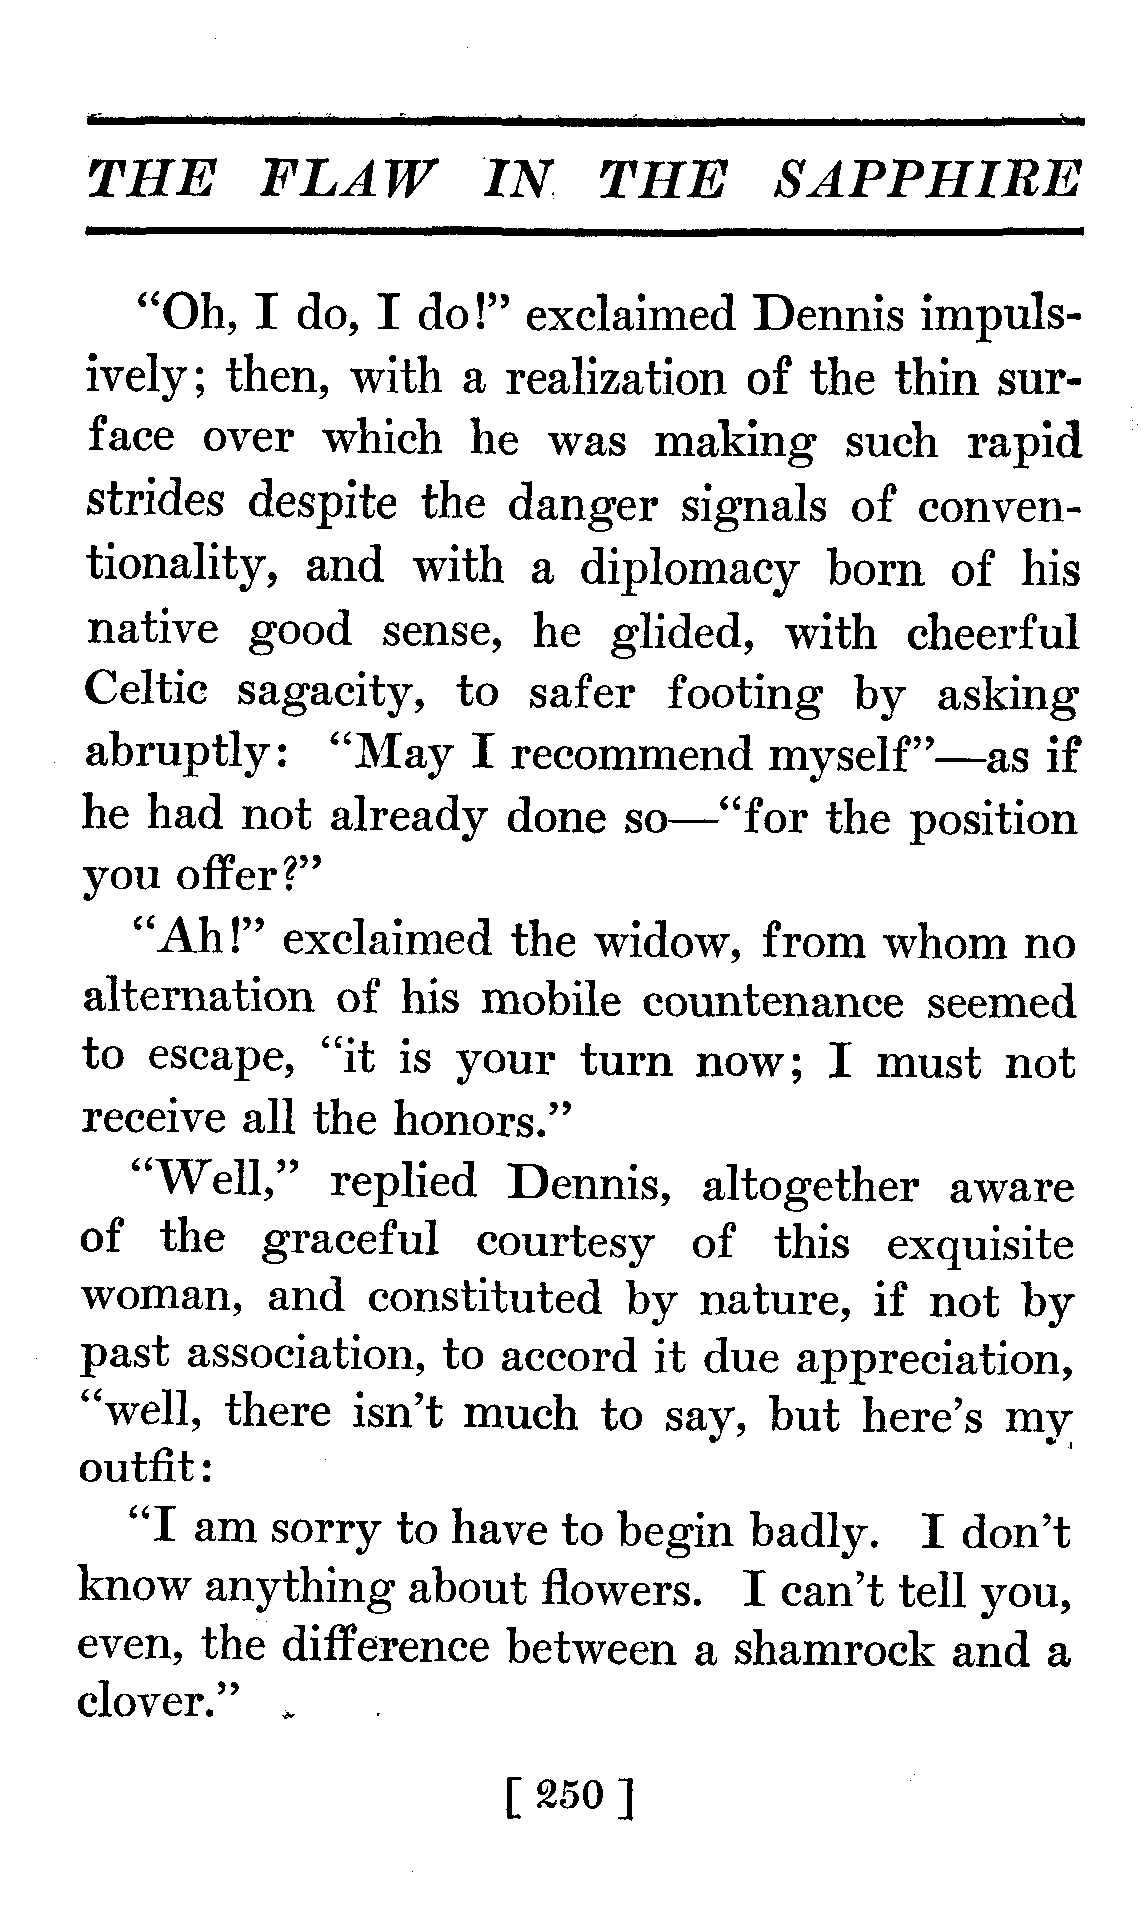 THE FLAW IN THE SAPPHIRE
“Oh, I do, I do!” exclaimed Dennis impuls-
ively; then, with a realization of the thin sur-
face over which he was making such rapid
strides despite the danger signals of conven-
tionality, and with a diplomacy born of his
native good sense, he glided, with cheerful
Celtic sagacity, to safer footing by asking
abruptly: “May I recommend myself”—as if
he had not already done so—“for the position
you offer?”
“Ah!” exclaimed the widow, from whom no
alternation of his mobile countenance seemed
to escape, “it is your turn now; I must not
receive all the honors.”
“Well,” replied Dennis, altogether aware
of the graceful courtesy of this exquisite
woman, and constituted by nature, if not by
past association, to accord it due appreciation,
“well, there isn’t much to say, but here’s my
outfit:
“I am sorry to have to begin badly. I don’t
know anything about flowers. I can’t tell you,
even, the difference between a shamrock and a
clover.”
[ 250 ]